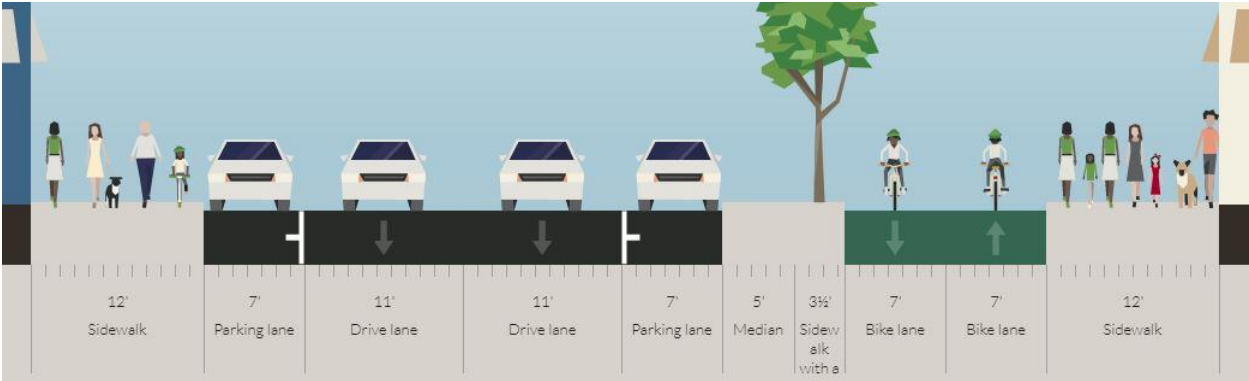 12' 7' 11' 11' 7' 5' 3½' 7' 7' 12'
Sidewalk Parking lane Drive lane Drive lane Parking lane Median Sidew Bike lane Bike lane Sidewalk
alk
with a